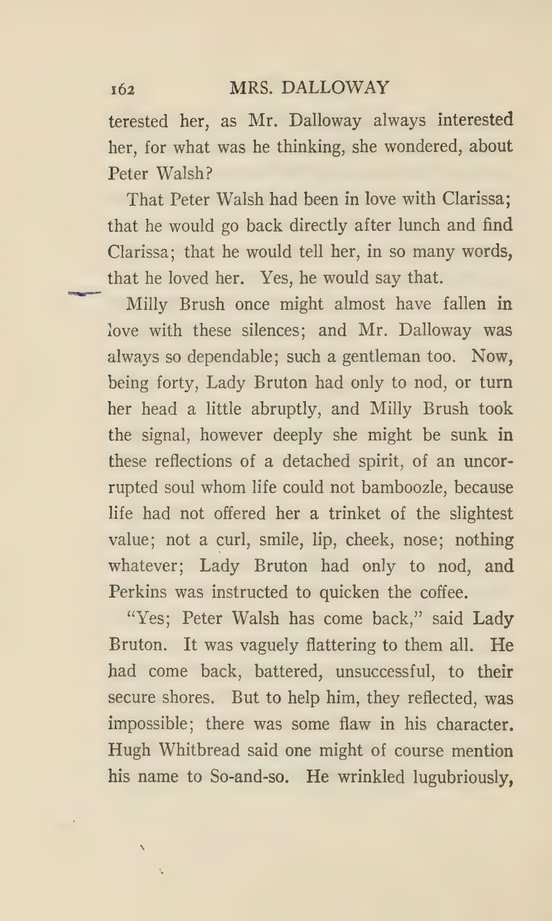 162 MRS. DALLOWAY
terested her, as Mr. Dalloway always interested
her, for what was he thinking, she wondered, about
Peter Walsh?
That Peter Walsh had been in love with Clarissa;
that he would go back directly after lunch and find
Clarissa; that he would tell her, in so many words,
that he loved her. Yes, he would say that.
Milly Brush once might almost have fallen in
love with these silences; and Mr. Dalloway was
always so dependable; such a gentleman too. Now,
being forty, Lady Bruton had only to nod, or turn
her head a little abruptly, and Milly Brush took
the signal, however deeply she might be sunk in
these reflections of a detached spirit, of an uncor-
rupted soul whom life could not bamboozle, because
life had not offered her a trinket of the slightest
value; not a curl, smile, lip, cheek, nose; nothing
whatever; Lady Bruton had only to nod, and
Perkins was instructed to quicken the coffee.
"Yes; Peter Walsh has come back," said Lady
Bruton. It was vaguely flattering to them all. He
had come back, battered, unsuccessful, to their
secure shores. But to help him, they reflected, was
impossible; there was some flaw in his character.
Hugh Whitbread said one might of course mention
his name to So-and-so. He wrinkled lugubriously,